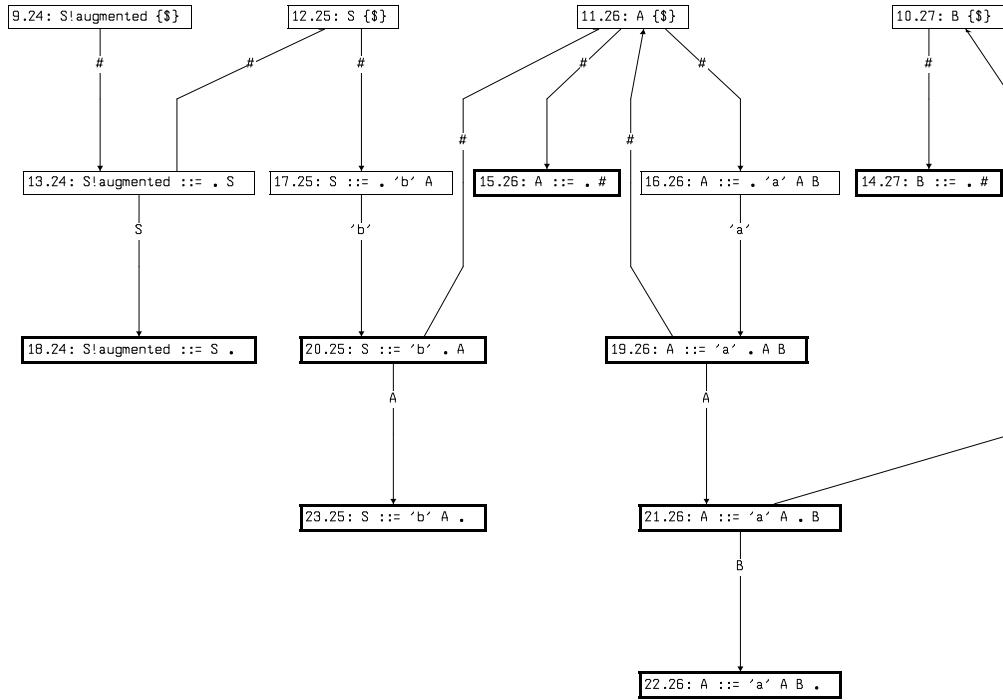 9.24: S!augmented {$}
12.25: S {$}
11.26: A {$}
10.27: B {$}
#
#
#
#
#
#
#
#
13.24: S!augmented ::= . S
17.25: S ::= . 'b' A
15.26: A ::= . #
16.26: A ::= . 'a' A B
14.27: B ::= . #
S
'b'
'a'
18.24: S!augmented ::= S .
20.25: S ::= 'b' . A
19.26: A ::= 'a' . A B
A
A
23.25: S ::= 'b' A .
21.26: A ::= 'a' A . B
B
22.26: A ::= 'a' A B .